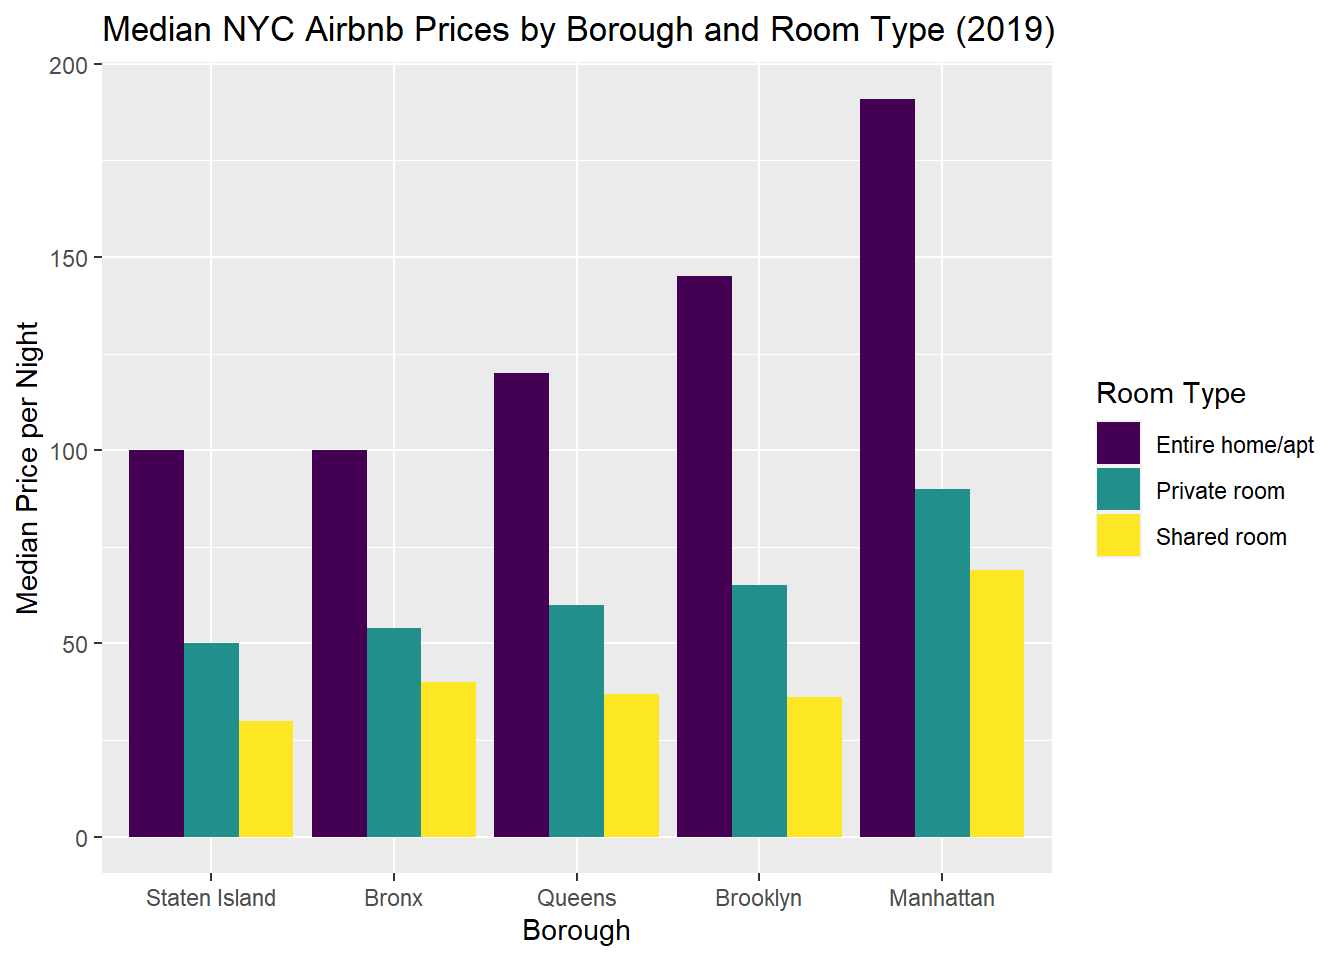 Median NYC Airbnb Prices by Borough and Room Type (2019)
Median Price per Night
200
150
100
50
0
Staten Island
Bronx
Queens
Brooklyn
Manhattan
Borough
Room Type
Entire home/apt
Private room
Shared room